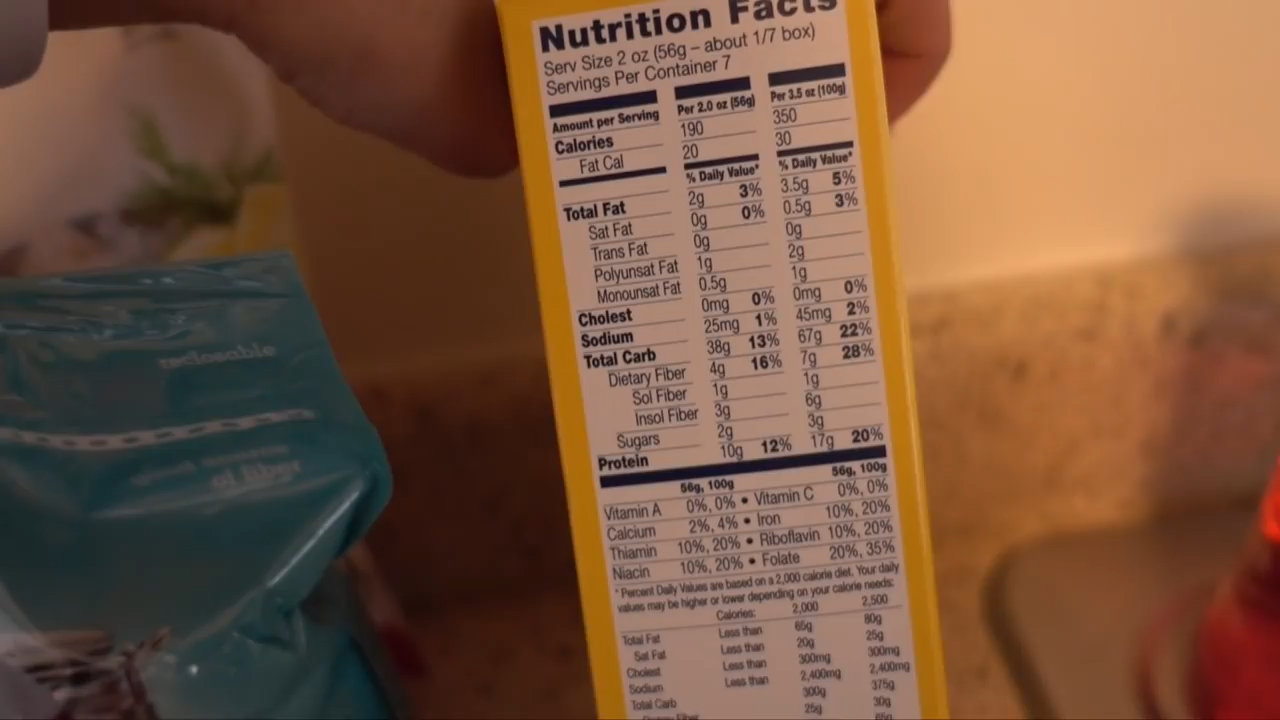 Nutrition Facts
Serv Size 2 oz (56g – about 1/7 box)
Servings Per Container 7
Amount per Serving Per 2.0 oz (56g) Per 3.5 oz (100g)
Calories 190 350
Fat Cal 20 30
% Daily Value* % Daily Value*
Total Fat 2g 3% 3.5g 5%
Sat Fat 0g 0% 0.5g 3%
Trans Fat 0g 0g
Polyunsat Fat 1g 2g
Monounsat Fat 0.5g 1g
Cholest 0mg 0% 0mg 0%
Sodium 25mg 1% 45mg 2%
Total Carb 38g 13% 67g 22%
Dietary Fiber 4g 16% 7g 28%
Sol Fiber 1g 1g
Insol Fiber 3g 6g
Sugars 2g 3g
Protein 10g 12% 17g 20%
56g, 100g 56g, 100g
Vitamin A 0%, 0% • Vitamin C 0%, 0%
Calcium 2%, 4% • Iron 10%, 20%
Thiamin 10%, 20% • Riboflavin 10%, 20%
Niacin 10%, 20% • Folate 20%, 35%
* Percent Daily Values are based on a 2,000 calorie diet. Your daily
values may be higher or lower depending on your calorie needs:
Calories: 2,000 2,500
Total Fat Less than 65g 80g
Sat Fat Less than 20g 25g
Cholest Less than 300mg 300mg
Sodium Less than 2,400mg 2,400mg
Total Carb 300g 375g
Dietary Fiber 25g 30g
65g
reclosable
of fiber